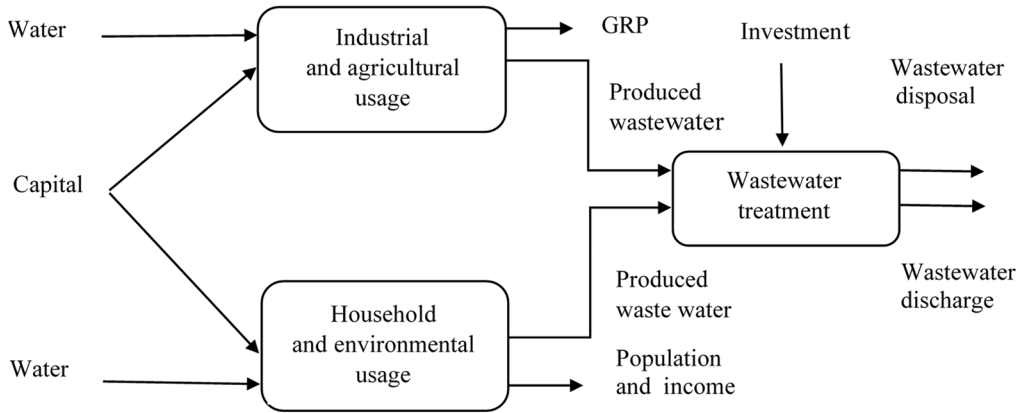 Water
Industrial
and agricultural
usage
GRP
Investment
Wastewater
disposal
Produced
wastewater
Capital
Wastewater
treatment
Produced
waste water
Wastewater
discharge
Household
and environmental
usage
Water
Population
and income